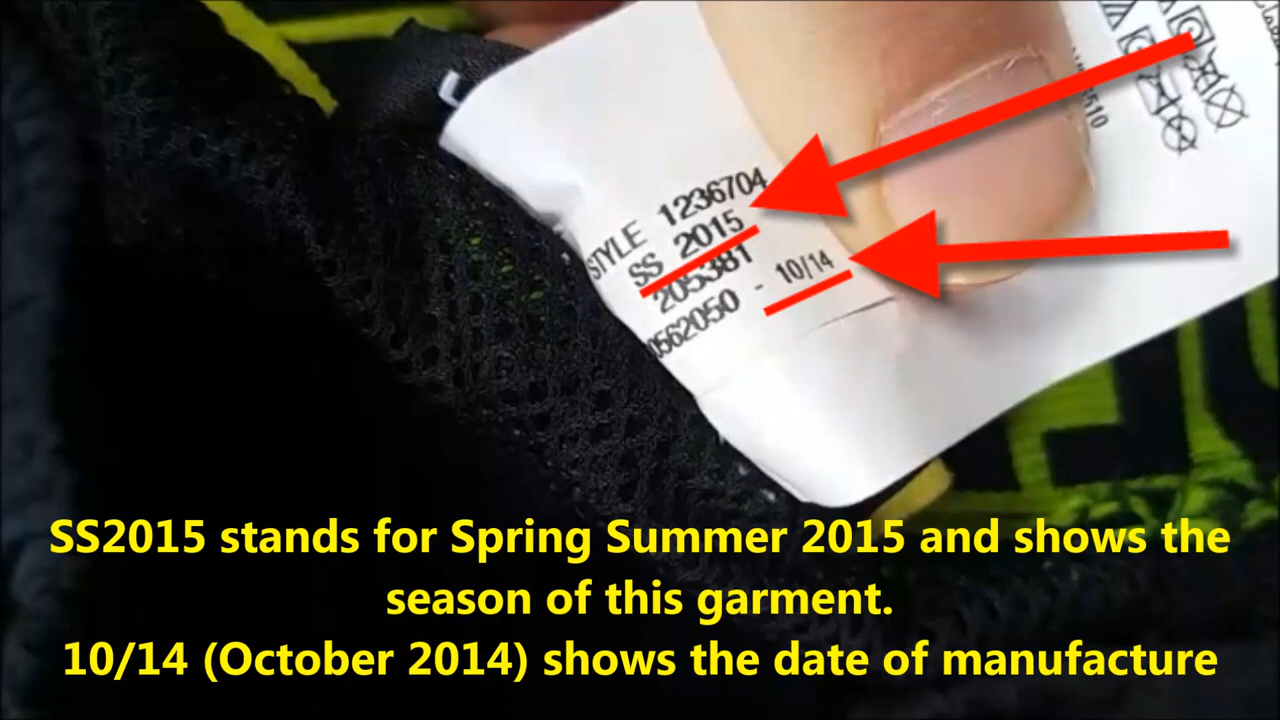 STYLE 1236704
SS 2015
205381
0562050 - 10/14
SS2015 stands for Spring Summer 2015 and shows the
season of this garment.
10/14 (October 2014) shows the date of manufacture